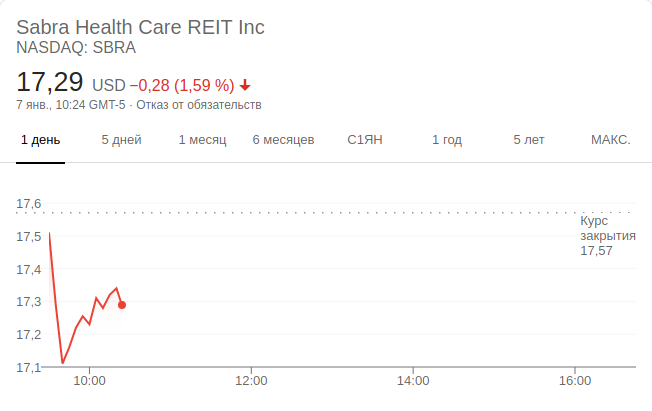 Sabra Health Care REIT Inc
NASDAQ: SBRA
17,29 USD −0,28 (1,59 %)
7 янв., 10:24 GMT-5 · Отказ от обязательств
1 день 5 дней 1 месяц 6 месяцев С1ЯН 1 год 5 лет МАКС.
17,6
Курс
закрытия
17,57
17,5
17,4
17,3
17,2
17,1
10:00 12:00 14:00 16:00